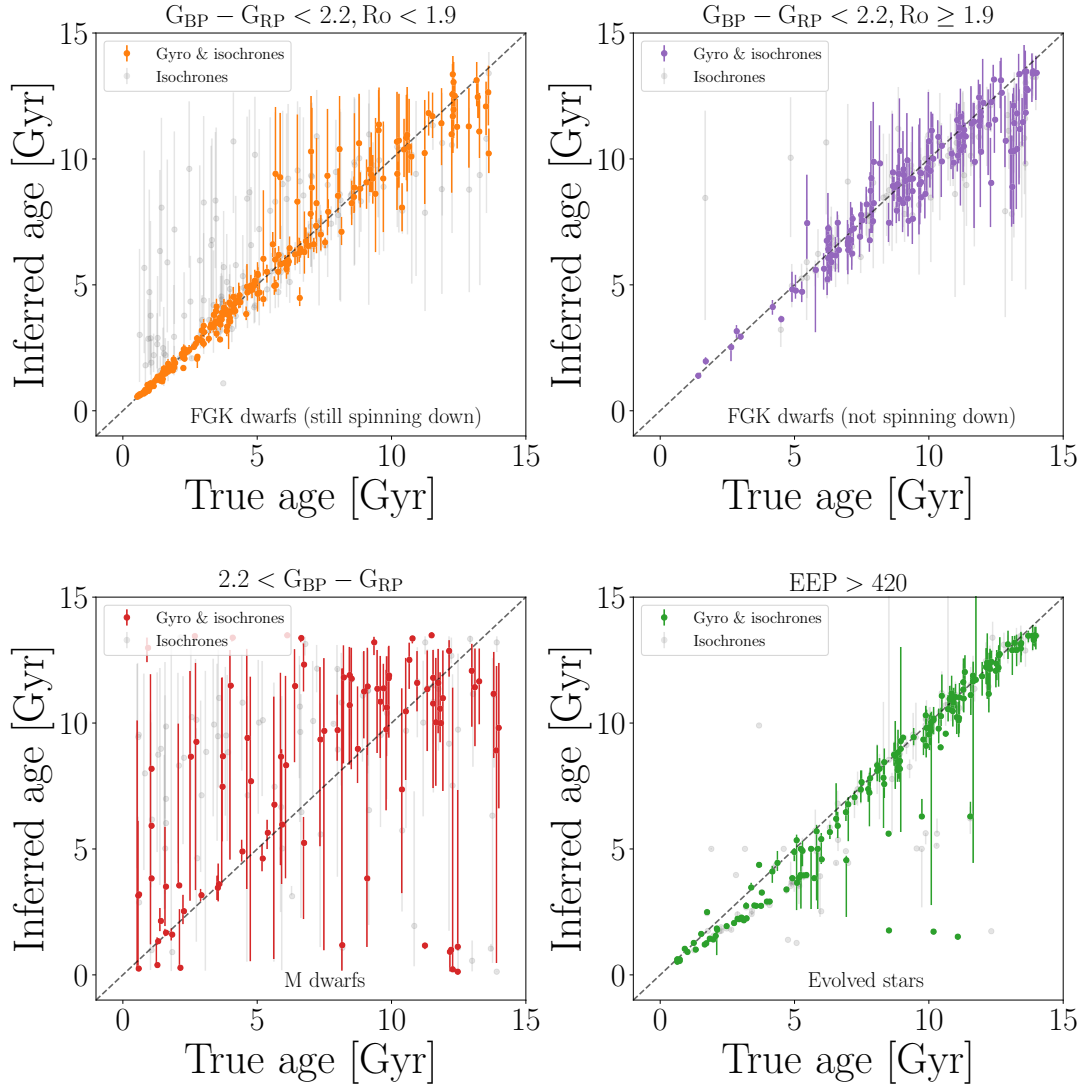 G_BP − G_RP < 2.2, Ro < 1.9
15
10
5
0
Inferred age [Gyr]
Gyro & isochrones
Isochrones
FGK dwarfs (still spinning down)
0 5 10 15
True age [Gyr]
G_BP − G_RP < 2.2, Ro ≥ 1.9
15
10
5
0
Inferred age [Gyr]
Gyro & isochrones
Isochrones
FGK dwarfs (not spinning down)
0 5 10 15
True age [Gyr]
2.2 < G_BP − G_RP
15
10
5
0
Inferred age [Gyr]
Gyro & isochrones
Isochrones
M dwarfs
0 5 10 15
True age [Gyr]
EEP > 420
15
10
5
0
Inferred age [Gyr]
Gyro & isochrones
Isochrones
Evolved stars
0 5 10 15
True age [Gyr]